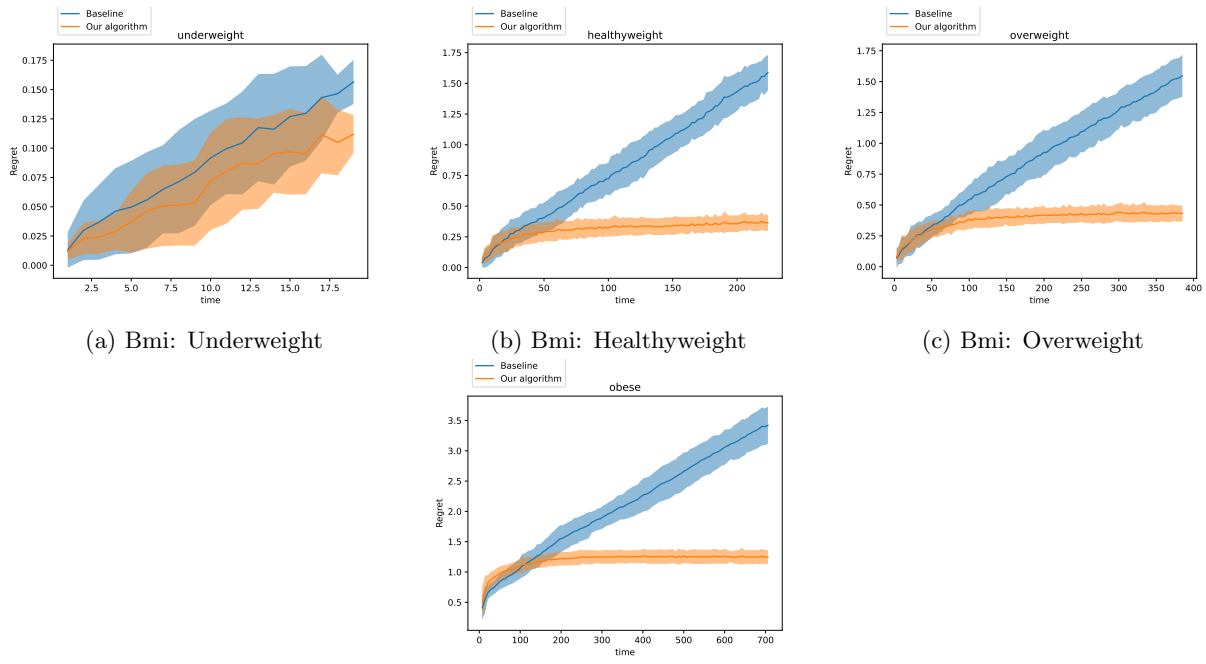 Baseline
Our algorithm
underweight
0.175
0.150
0.125
0.100
0.075
0.050
0.025
0.000
Regret
2.5 5.0 7.5 10.0 12.5 15.0 17.5
time
(a) Bmi: Underweight
Baseline
Our algorithm
healthyweight
1.75
1.50
1.25
1.00
0.75
0.50
0.25
0.00
Regret
0 50 100 150 200
time
(b) Bmi: Healthyweight
Baseline
Our algorithm
overweight
1.75
1.50
1.25
1.00
0.75
0.50
0.25
0.00
Regret
0 50 100 150 200 250 300 350 400
time
(c) Bmi: Overweight
Baseline
Our algorithm
obese
3.5
3.0
2.5
2.0
1.5
1.0
0.5
Regret
0 100 200 300 400 500 600 700
time